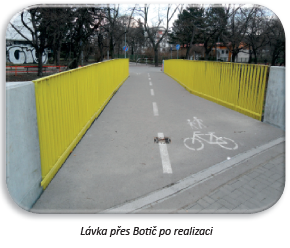 Lávka přes Botič po realizaci